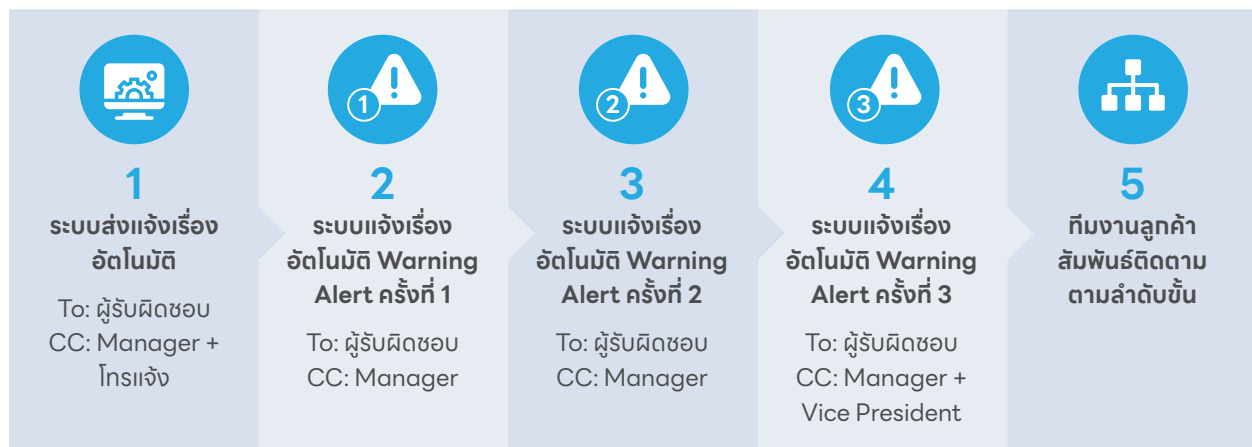 1
ระบบส่งแจ้งเรื่อง
อัตโนมัติ
To: ผู้รับผิดชอบ
CC: Manager +
โทรแจ้ง
1
2
ระบบแจ้งเรื่อง
อัตโนมัติ Warning
Alert ครั้งที่ 1
To: ผู้รับผิดชอบ
CC: Manager
2
3
ระบบแจ้งเรื่อง
อัตโนมัติ Warning
Alert ครั้งที่ 2
To: ผู้รับผิดชอบ
CC: Manager
3
4
ระบบแจ้งเรื่อง
อัตโนมัติ Warning
Alert ครั้งที่ 3
To: ผู้รับผิดชอบ
CC: Manager +
Vice President
5
ทีมงานลูกค้า
สัมพันธ์ติดตาม
ตามลำดับขั้น